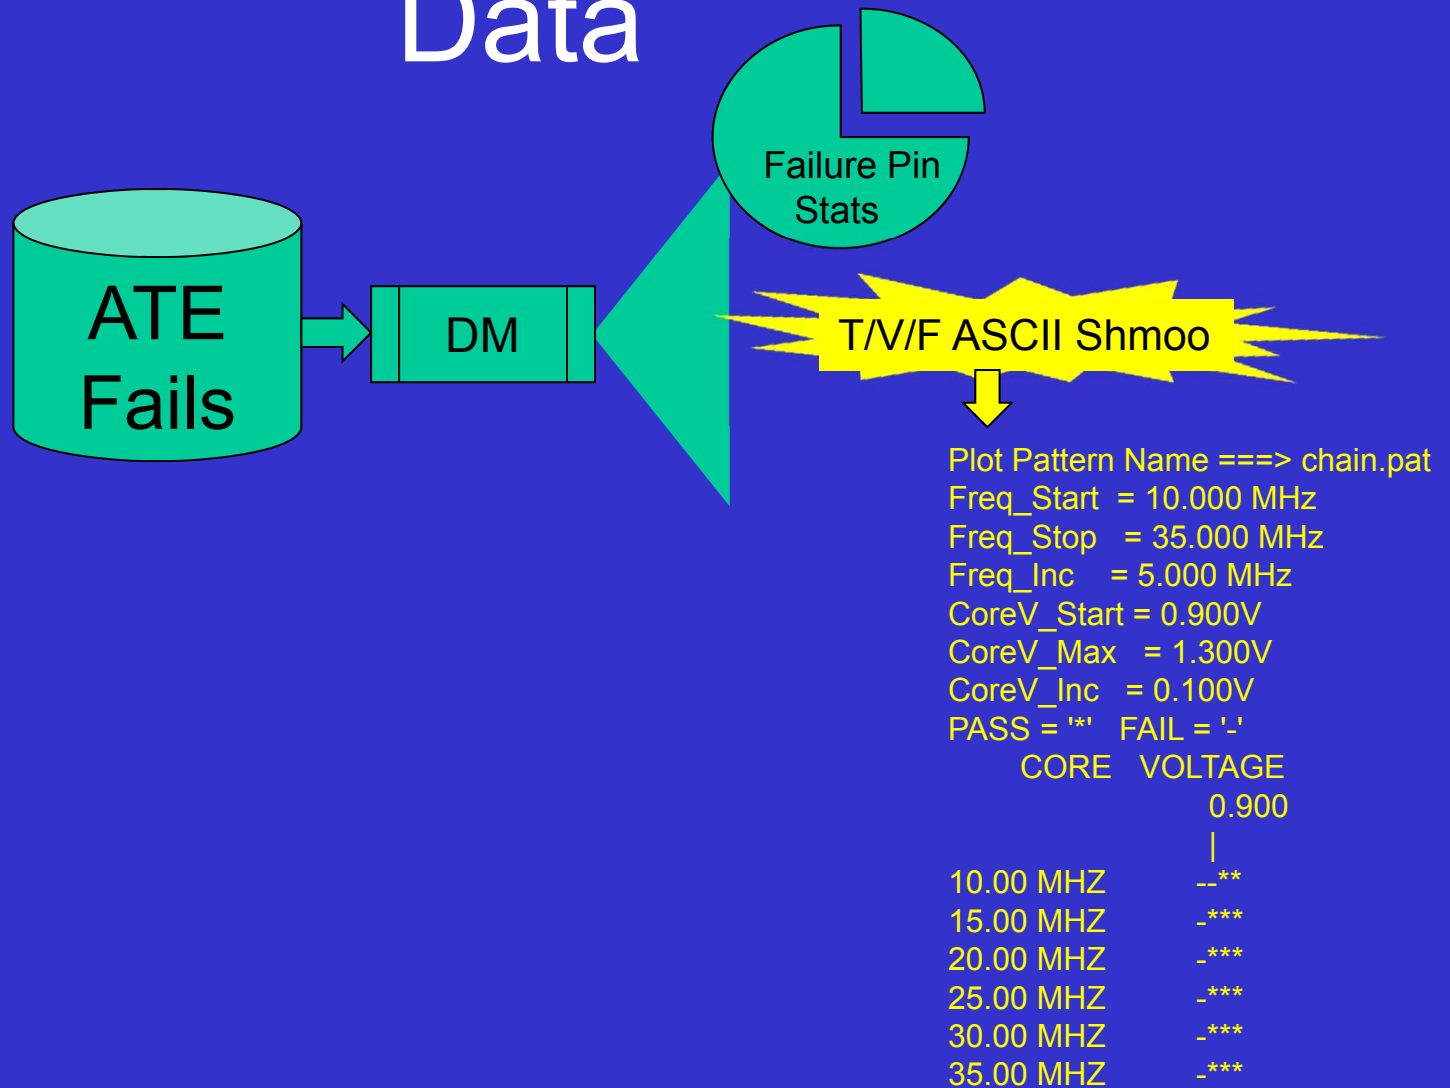 Data
Failure Pin
Stats
ATE
Fails
DM
T/V/F ASCII Shmoo
Plot Pattern Name ===> chain.pat
Freq_Start = 10.000 MHz
Freq_Stop = 35.000 MHz
Freq_Inc = 5.000 MHz
CoreV_Start = 0.900V
CoreV_Max = 1.300V
CoreV_Inc = 0.100V
PASS = '*' FAIL = '-'
CORE VOLTAGE
0.900
|
10.00 MHZ --**
15.00 MHZ -***
20.00 MHZ -***
25.00 MHZ -***
30.00 MHZ -***
35.00 MHZ -***